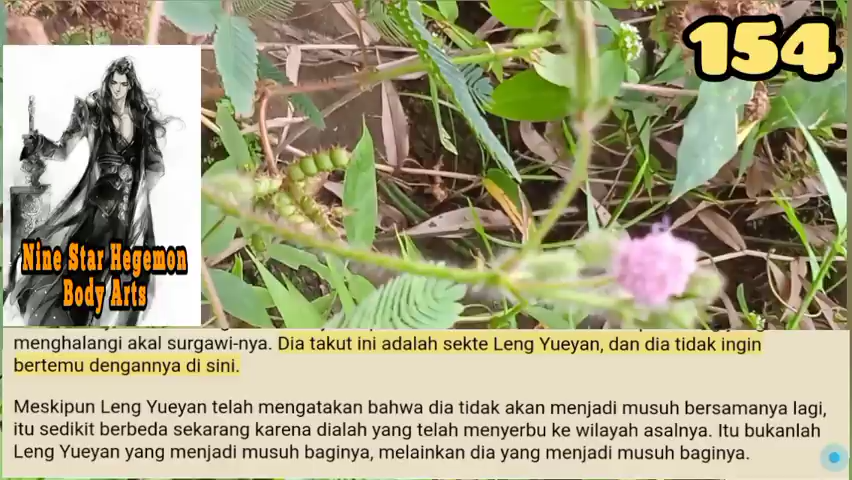 154
Nine Star Hegemon
Body Arts
menghalangi akal surgawi-nya. Dia takut ini adalah sekte Leng Yueyan, dan dia tidak ingin
bertemu dengannya di sini.
Meskipun Leng Yueyan telah mengatakan bahwa dia tidak akan menjadi musuh bersamanya lagi,
itu sedikit berbeda sekarang karena dialah yang telah menyerbu ke wilayah asalnya. Itu bukanlah
Leng Yueyan yang menjadi musuh baginya, melainkan dia yang menjadi musuh baginya.